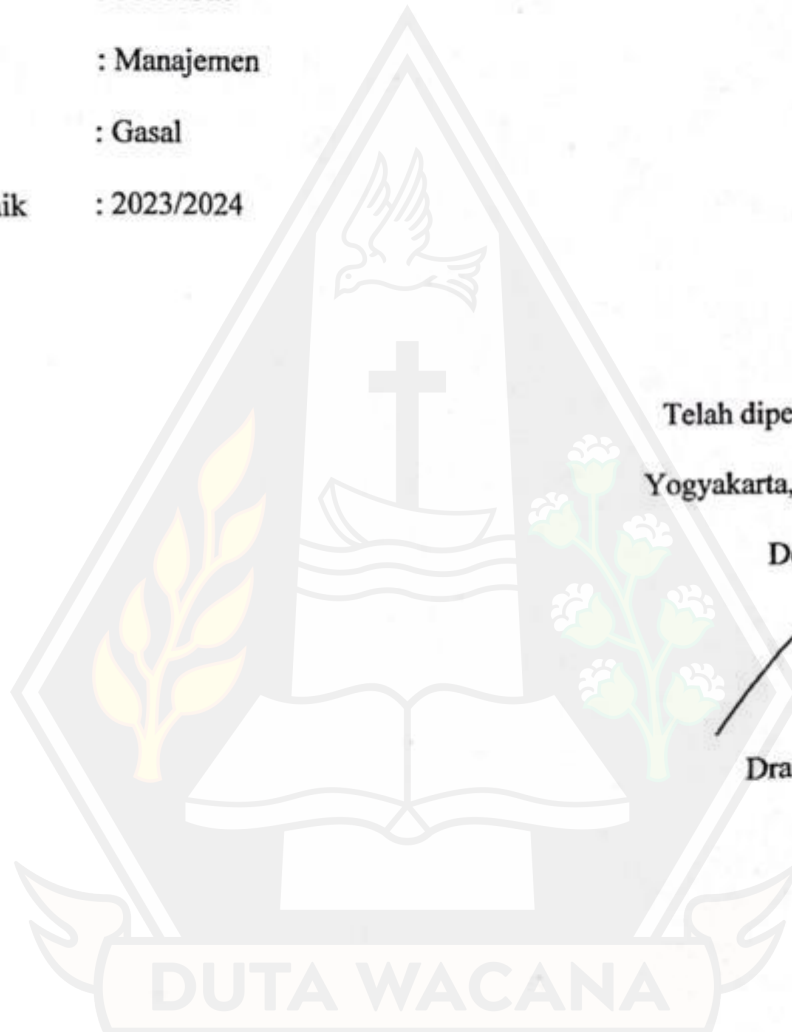 : Manajemen
: Gasal
ik : 2023/2024
Telah dipe
Yogyakarta,
D
Dra
DUTA WACANA